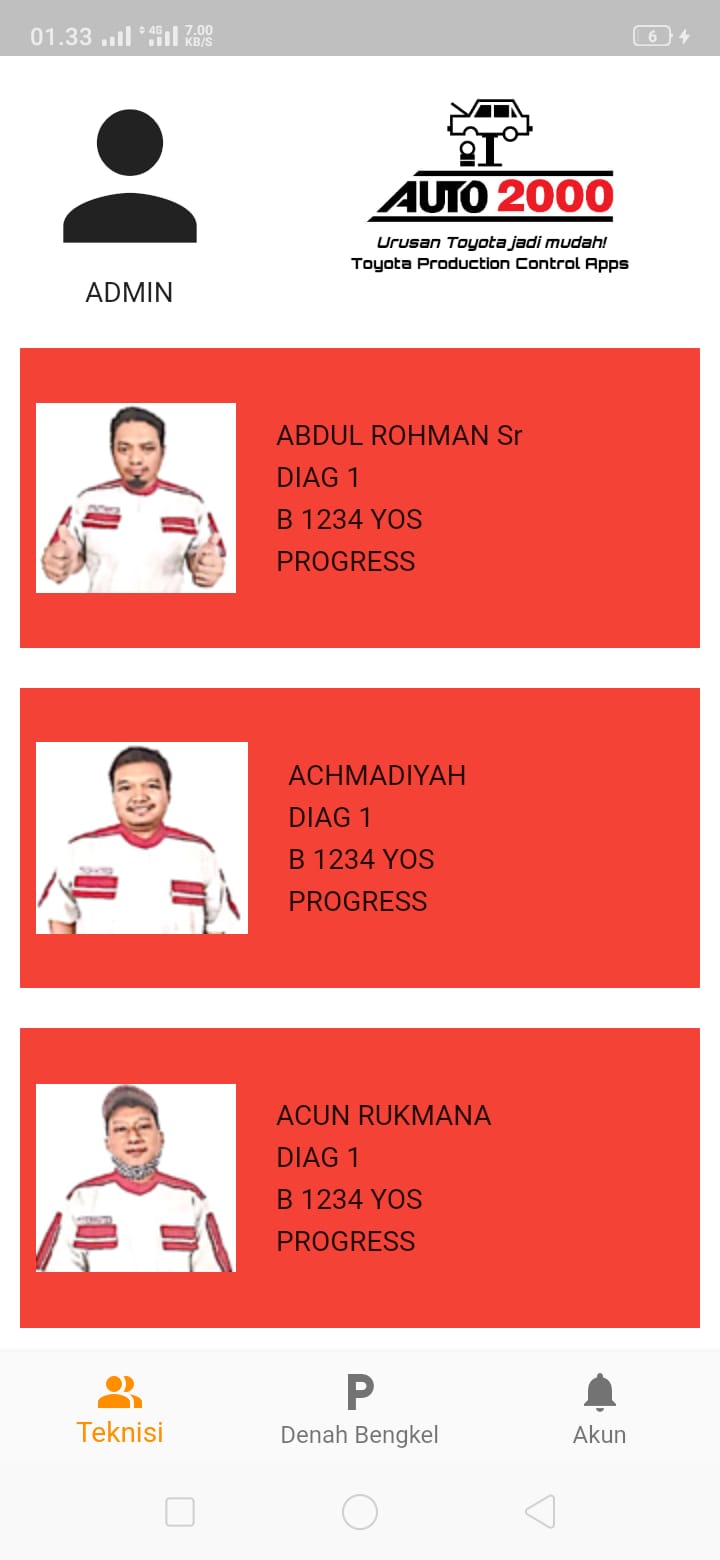 01.33 4G 7.00 KB/S 6
AUTO 2000
Urusan Toyota jadi mudah!
Toyota Production Control Apps
ADMIN
ABDUL ROHMAN Sr
DIAG 1
B 1234 YOS
PROGRESS
ACHMADIYAH
DIAG 1
B 1234 YOS
PROGRESS
ACUN RUKMANA
DIAG 1
B 1234 YOS
PROGRESS
P
Teknisi
Denah Bengkel
Akun